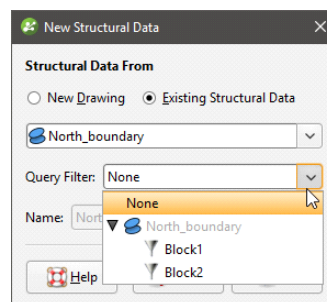 New Structural Data
Structural Data From
New Drawing Existing Structural Data
North_boundary
Query Filter: None
None
Name: Nort
North_boundary
Block1
Block2
Help